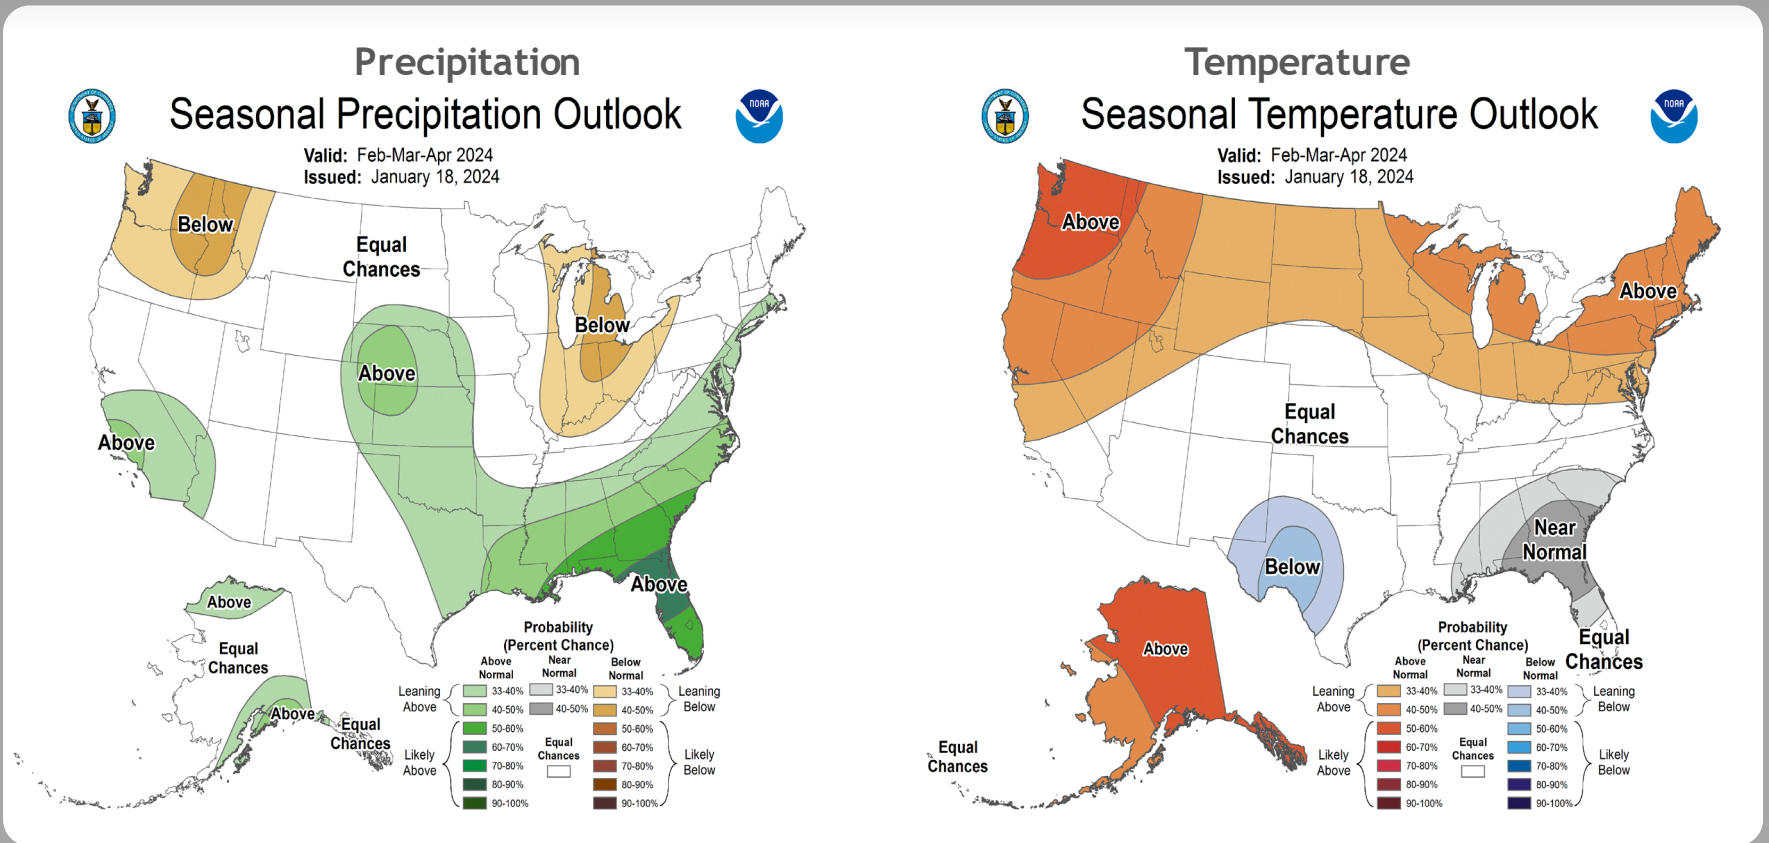 Precipitation
Seasonal Precipitation Outlook
NOAA
Valid: Feb-Mar-Apr 2024
Issued: January 18, 2024
Below
Equal
Chances
Below
Above
Above
Above
Above
Equal
Chances
Above
Equal
Chances
Probability
(Percent Chance)
Above
Normal
Near
Normal
Below
Normal
Leaning
Above
33-40%
33-40%
33-40%
Leaning
Below
40-50%
40-50%
40-50%
50-60%
50-60%
Likely
Above
60-70%
Equal
Chances
60-70%
Likely
Below
70-80%
70-80%
80-90%
80-90%
90-100%
90-100%
Temperature
Seasonal Temperature Outlook
NOAA
Valid: Feb-Mar-Apr 2024
Issued: January 18, 2024
Above
Above
Equal
Chances
Near
Normal
Below
Above
Equal
Chances
Equal
Chances
Probability
(Percent Chance)
Above
Normal
Near
Normal
Below
Normal
Leaning
Above
33-40%
33-40%
33-40%
Leaning
Below
40-50%
40-50%
40-50%
50-60%
50-60%
Likely
Above
60-70%
Equal
Chances
60-70%
Likely
Below
70-80%
70-80%
80-90%
80-90%
90-100%
90-100%